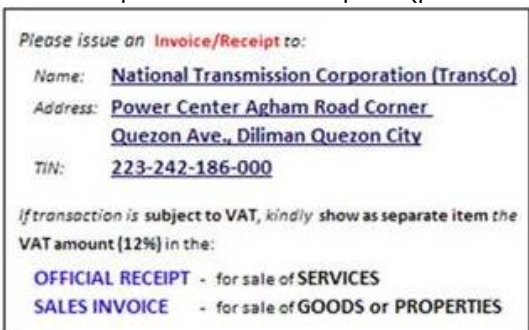 Please issue an Invoice/Receipt to:
Name: National Transmission Corporation (TransCo)
Address: Power Center Agham Road Corner
Quezon Ave., Diliman Quezon City
TIN: 223-242-186-000
If transaction is subject to VAT, kindly show as separate item the
VAT amount (12%) in the:
OFFICIAL RECEIPT - for sale of SERVICES
SALES INVOICE - for sale of GOODS or PROPERTIES